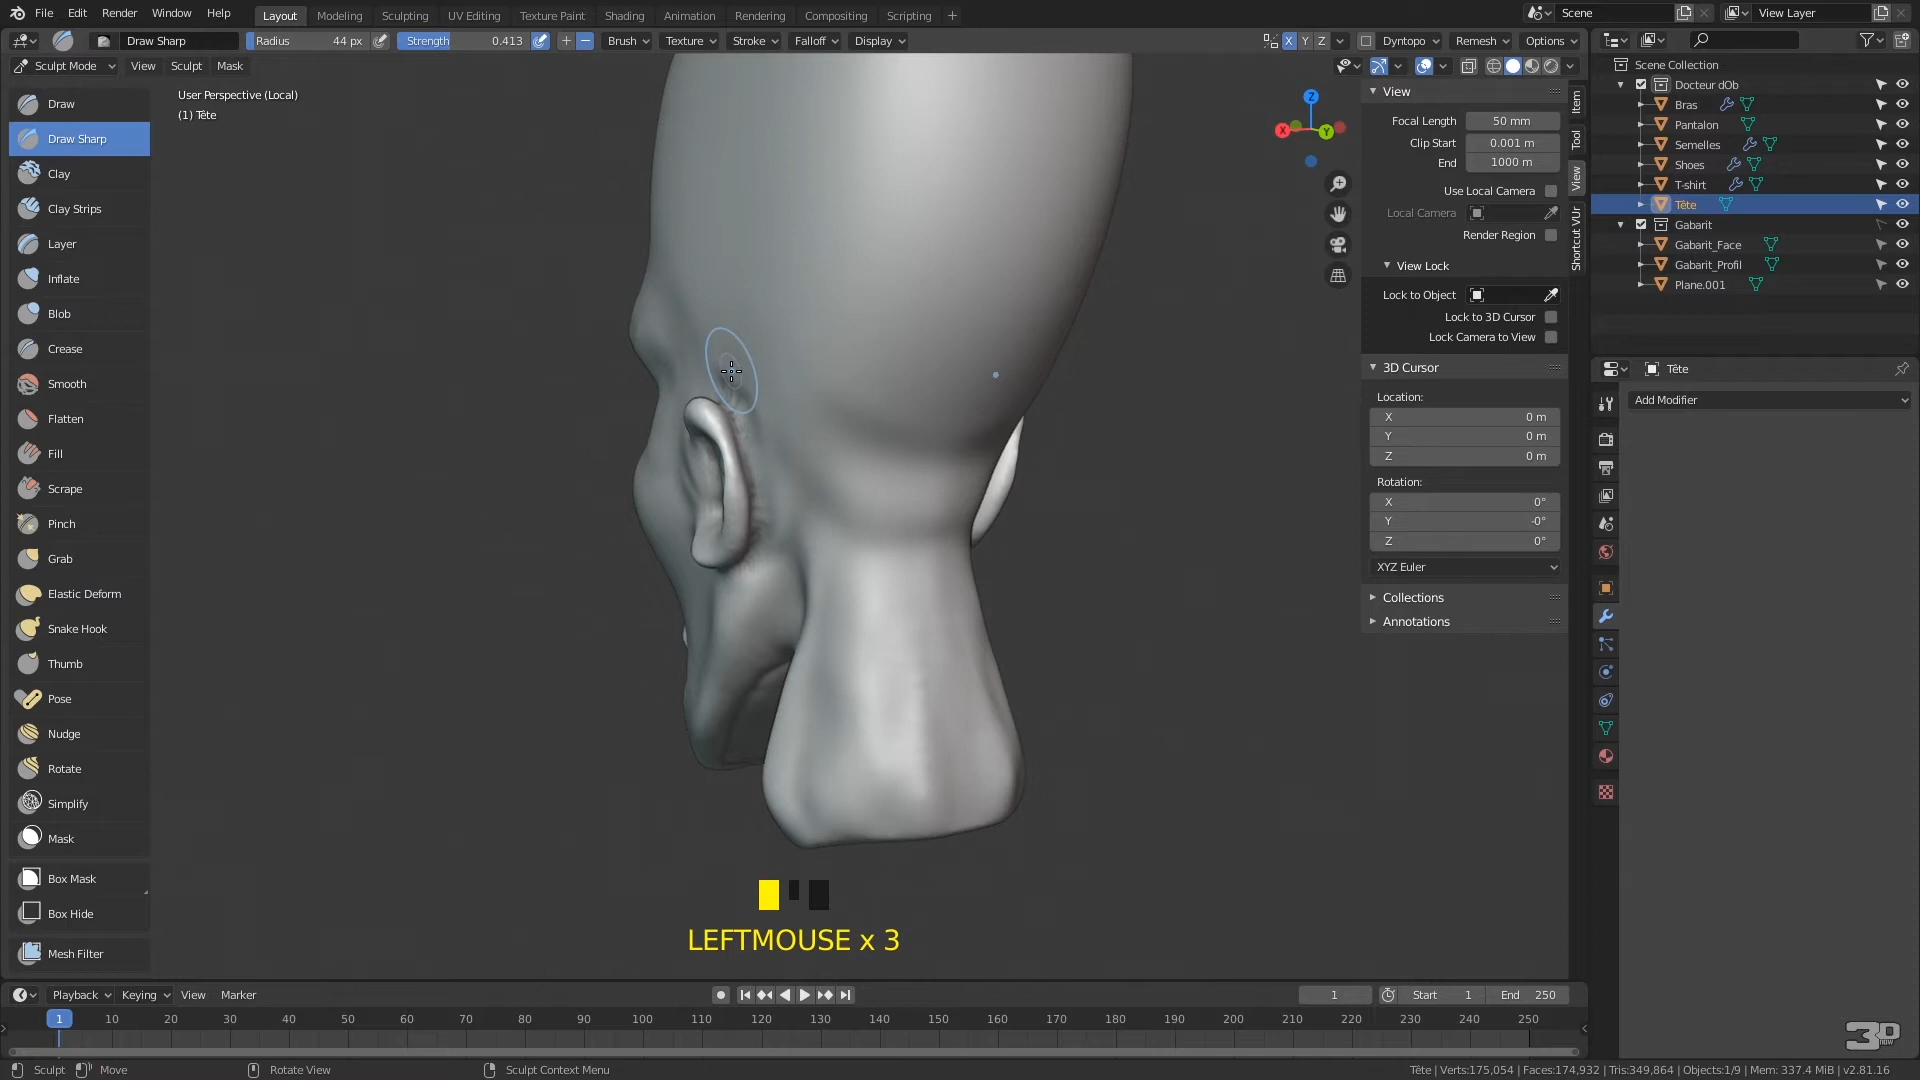 File Edit Render Window Help Layout Modeling Sculpting UV Editing Texture Paint Shading Animation Rendering Compositing Scripting + Scene View Layer
Draw Sharp Radius 44 px Strength 0.413 Brush Texture Stroke Falloff Display X Y Z Dyntopo Remesh Options
Sculpt Mode View Sculpt Mask
User Perspective (Local)
(1) Tête
Draw
Draw Sharp
Clay
Clay Strips
Layer
Inflate
Blob
Crease
Smooth
Flatten
Fill
Scrape
Pinch
Grab
Elastic Deform
Snake Hook
Thumb
Pose
Nudge
Rotate
Simplify
Mask
Box Mask
Box Hide
Mesh Filter
Z
X
Y
View
Focal Length 50 mm
Clip Start 0.001 m
End 1000 m
Use Local Camera
Local Camera
Render Region
View Lock
Lock to Object
Lock to 3D Cursor
Lock Camera to View
3D Cursor
Location:
X 0 m
Y 0 m
Z 0 m
Rotation:
X 0°
Y -0°
Z 0°
XYZ Euler
Collections
Annotations
Item
Tool
View
Shortcut VUr
Scene Collection
Docteur dOb
Bras
Pantalon
Semelles
Shoes
T-shirt
Tête
Gabarit
Gabarit_Face
Gabarit_Profil
Plane.001
Tête
Add Modifier
LEFTMOUSE x 3
Playback Keying View Marker 1 Start 1 End 250
1 10 20 30 40 50 60 70 80 90 100 110 120 130 140 150 160 170 180 190 200 210 220 230 240 250
3D now
Sculpt Move Rotate View Sculpt Context Menu Tête | Verts:175,054 | Faces:174,932 | Tris:349,864 | Objects:1/9 | Mem: 337.4 MiB | v2.81.16